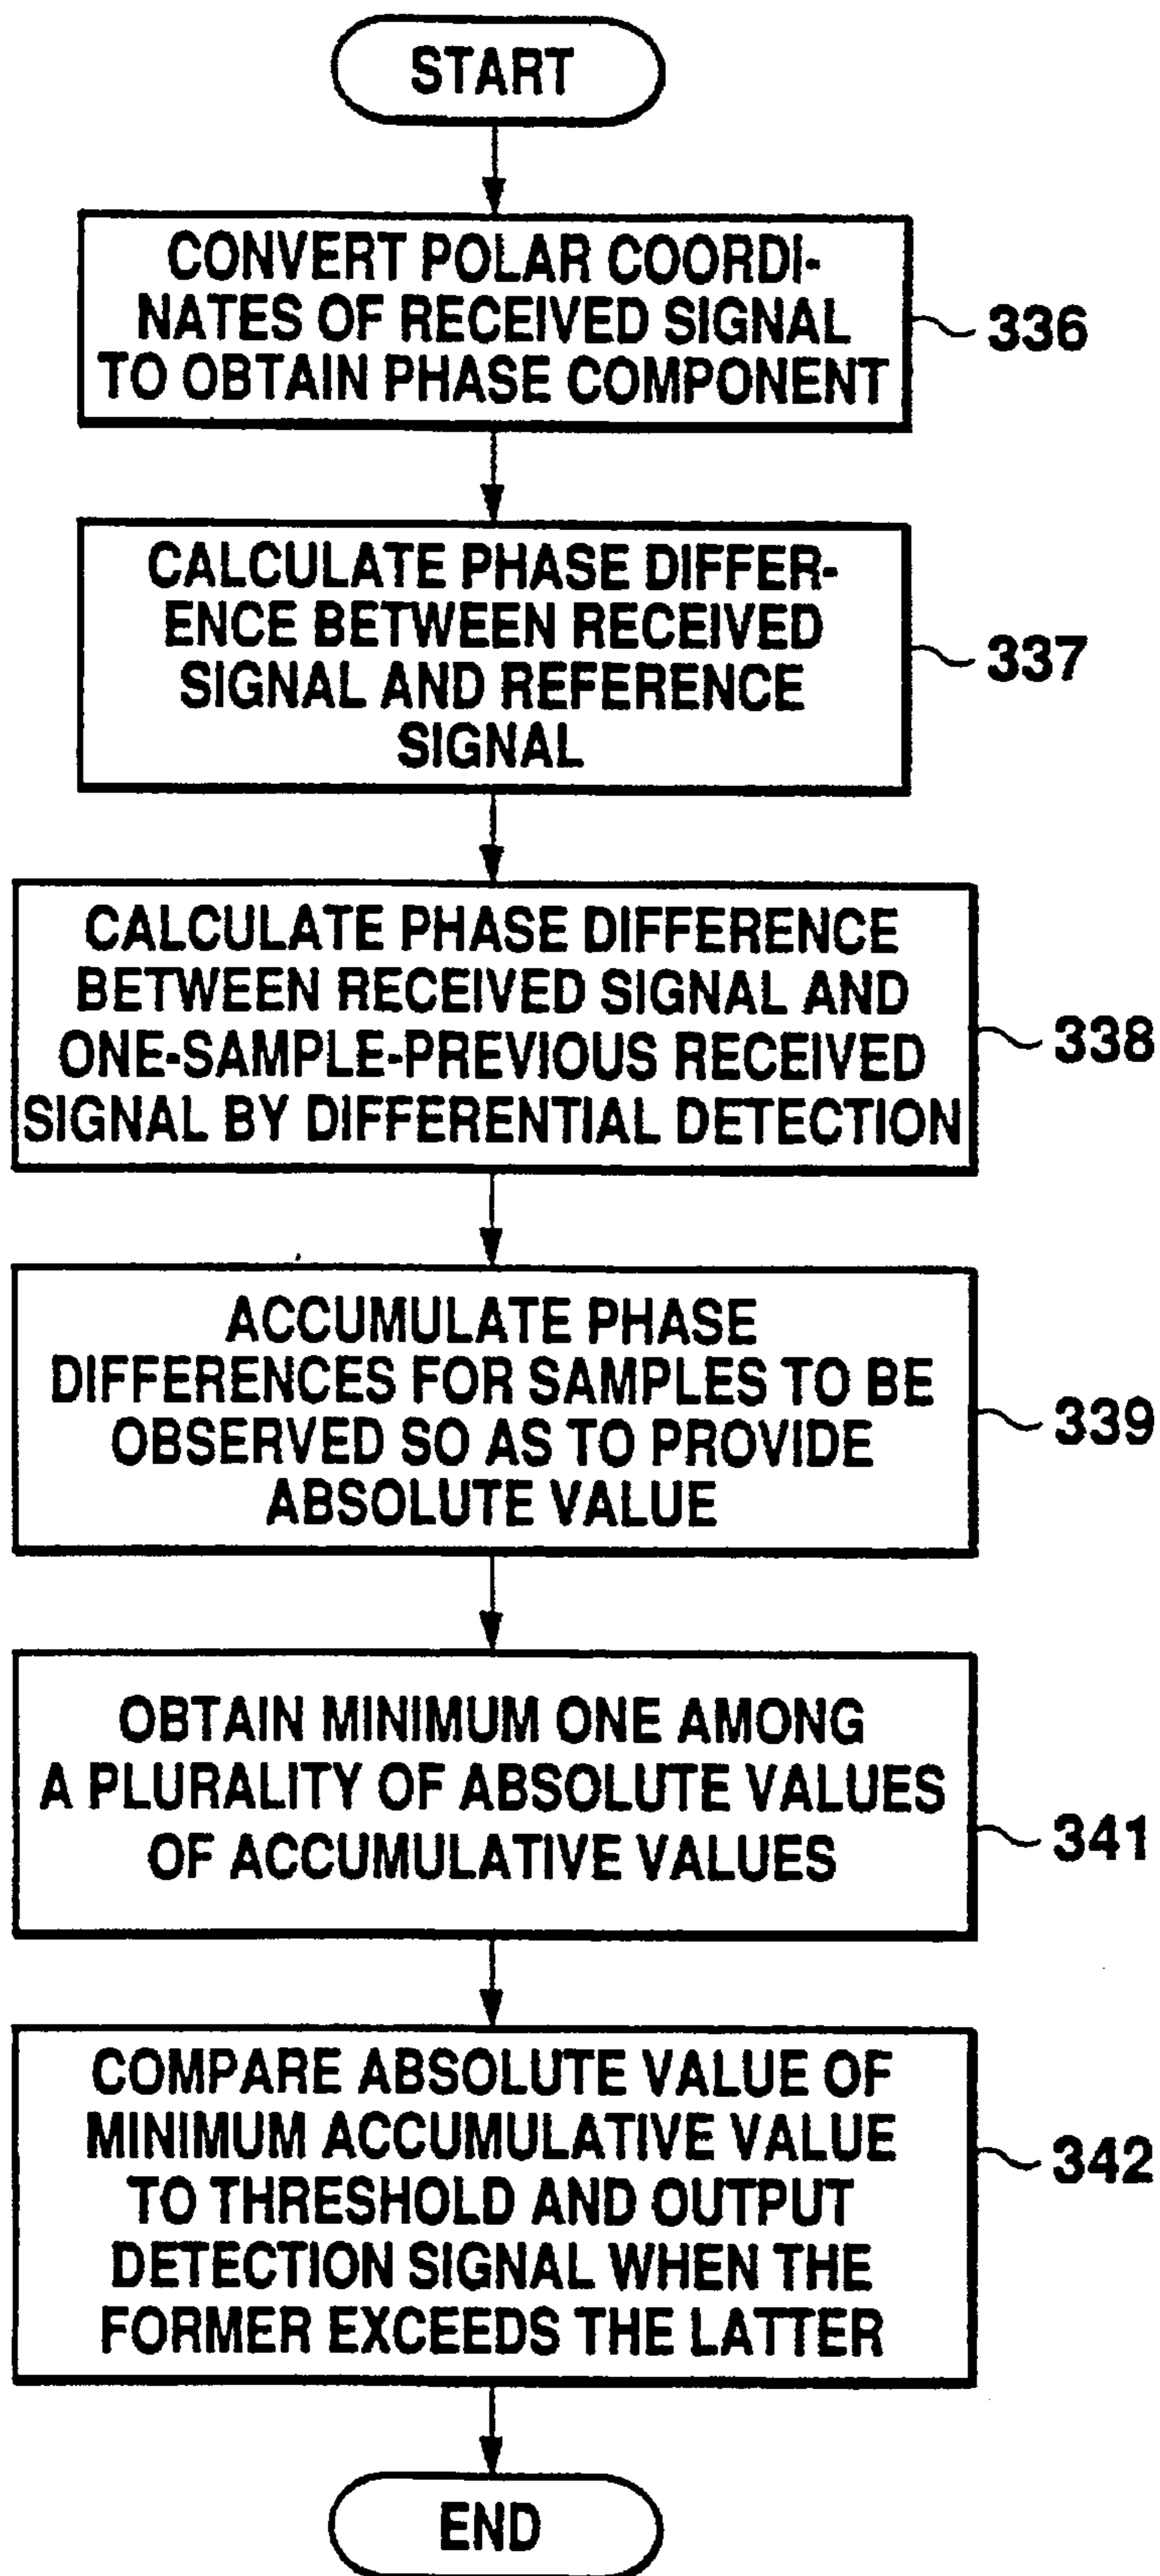 START
CONVERT POLAR COORDI-
NATES OF RECEIVED SIGNAL
TO OBTAIN PHASE COMPONENT
336
CALCULATE PHASE DIFFER-
ENCE BETWEEN RECEIVED
SIGNAL AND REFERENCE
SIGNAL
337
CALCULATE PHASE DIFFERENCE
BETWEEN RECEIVED SIGNAL AND
ONE-SAMPLE-PREVIOUS RECEIVED
SIGNAL BY DIFFERENTIAL DETECTION
338
ACCUMULATE PHASE
DIFFERENCES FOR SAMPLES TO BE
OBSERVED SO AS TO PROVIDE
ABSOLUTE VALUE
339
OBTAIN MINIMUM ONE AMONG
A PLURALITY OF ABSOLUTE VALUES
OF ACCUMULATIVE VALUES
341
COMPARE ABSOLUTE VALUE OF
MINIMUM ACCUMULATIVE VALUE
TO THRESHOLD AND OUTPUT
DETECTION SIGNAL WHEN THE
FORMER EXCEEDS THE LATTER
342
END